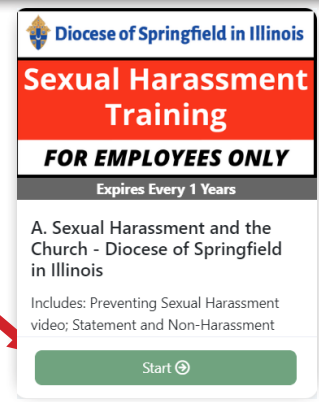 Diocese of Springfield in Illinois
Sexual Harassment
Training
FOR EMPLOYEES ONLY
Expires Every 1 Years
A. Sexual Harassment and the
Church - Diocese of Springfield
in Illinois
Includes: Preventing Sexual Harassment
video; Statement and Non-Harassment
Start